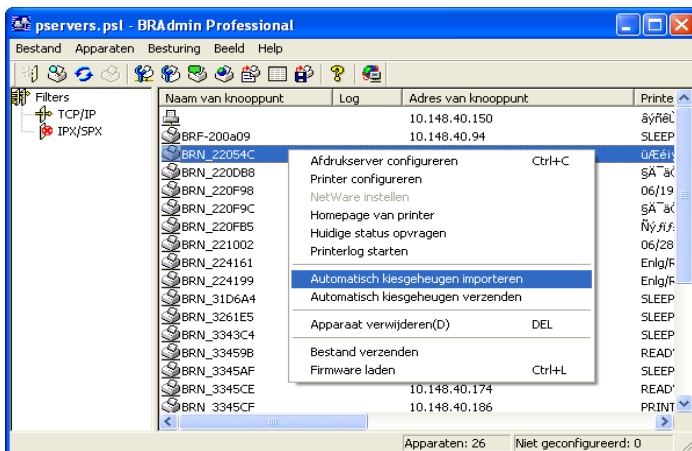 pservers.psl - BRAdmin Professional
Bestand Apparaten Besturing Beeld Help
Filters
TCP/IP
IPX/SPX
Naam van knooppunt Log Adres van knooppunt Printe
10.148.40.150
BRF-200a09 10.148.40.94 SLEEP
BRN_22054C
BRN_220DB8
BRN_220F98 06/19
BRN_220F9C
BRN_220FB5
BRN_221002 06/28
BRN_224161 Enlg/F
BRN_224199 Enlg/F
BRN_31D6A4 SLEEP
BRN_3261E5 SLEEP
BRN_3343C4 SLEEP
BRN_33459B READ
BRN_3345AF SLEEP
BRN_3345CE 10.148.40.174 READ
BRN_3345CF 10.148.40.186 PRINT
Afdrukserver configureren Ctrl+C
Printer configureren
NetWare instellen
Homepage van printer
Huidige status opvragen
Printerlog starten
Automatisch kiesgeheugen importeren
Automatisch kiesgeheugen verzenden
Apparaat verwijderen(D) DEL
Bestand verzenden
Firmware laden Ctrl+L
Apparaten: 26 Niet geconfigureerd: 0